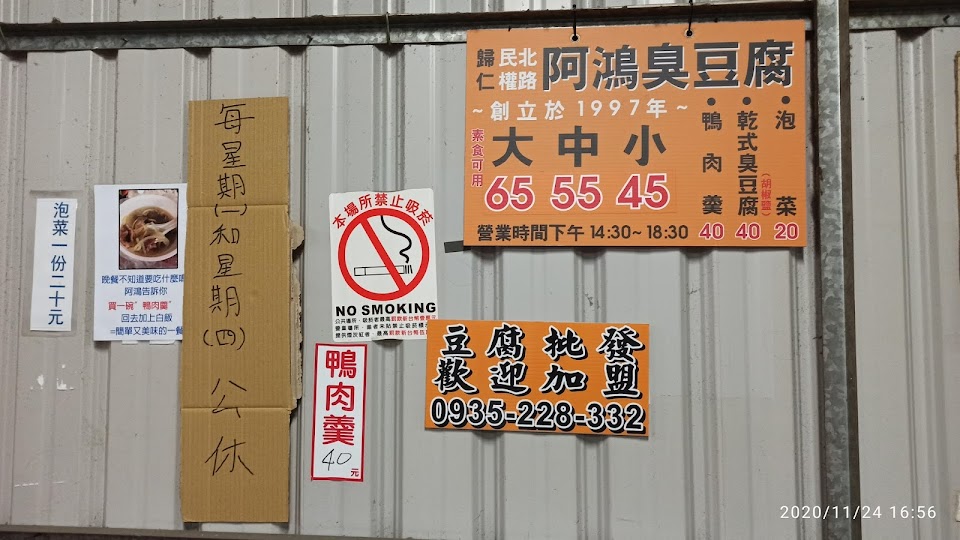 泡菜一份二十元
晚餐不知道要吃什麼
阿鴻告訴你
買一碗"鴨肉羹"
回去加上白飯
=簡單又美味的一餐
每星期(一)和星期(四)公休
本場所禁止吸菸
NO SMOKING
鴨肉羹
40元
歸仁
民權
北路
阿鴻臭豆腐
~創立於1997年~
素食可用
大 中 小
65 55 45
營業時間下午 14:30~18:30
鴨肉羹 40
乾式臭豆腐(胡椒鹽) 40
泡菜 20
豆腐批發
歡迎加盟
0935-228-332
2020/11/24 16:56